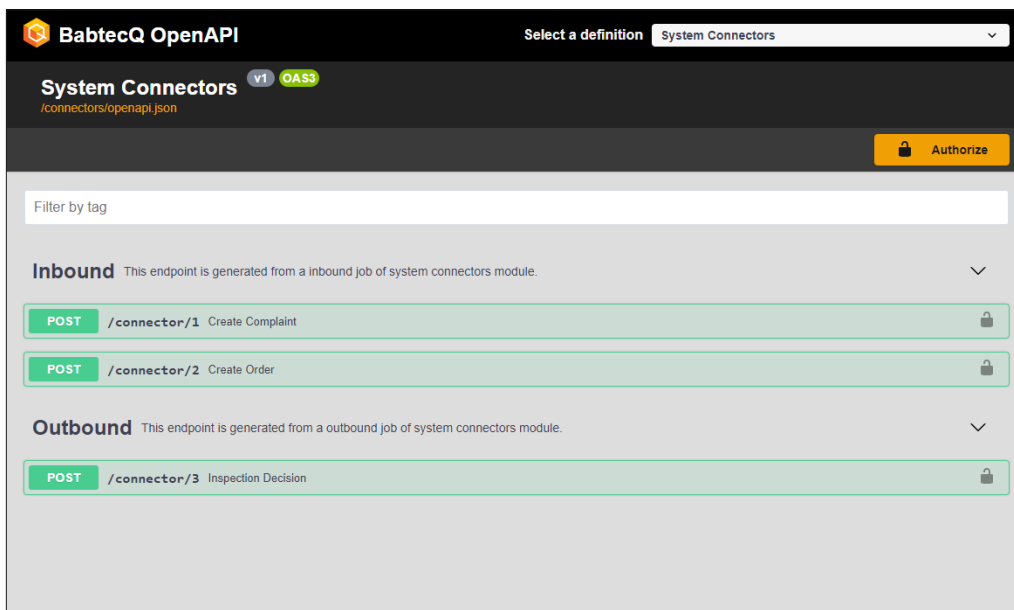 BabtecQ OpenAPI
Select a definition System Connectors
System Connectors v1 OAS3
/connectors/openapi.json
Authorize
Filter by tag
Inbound This endpoint is generated from a inbound job of system connectors module.
POST /connector/1 Create Complaint
POST /connector/2 Create Order
Outbound This endpoint is generated from a outbound job of system connectors module.
POST /connector/3 Inspection Decision